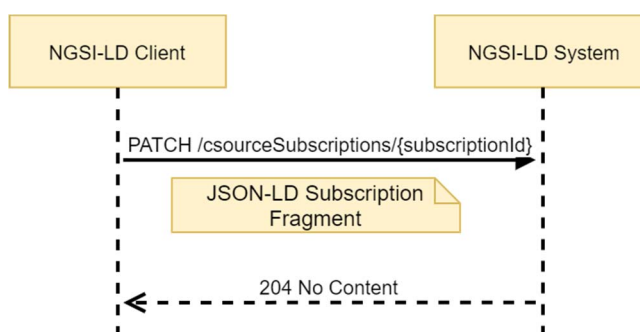 NGSI-LD Client
NGSI-LD System
PATCH /csourceSubscriptions/{subscriptionId}
JSON-LD Subscription
Fragment
204 No Content